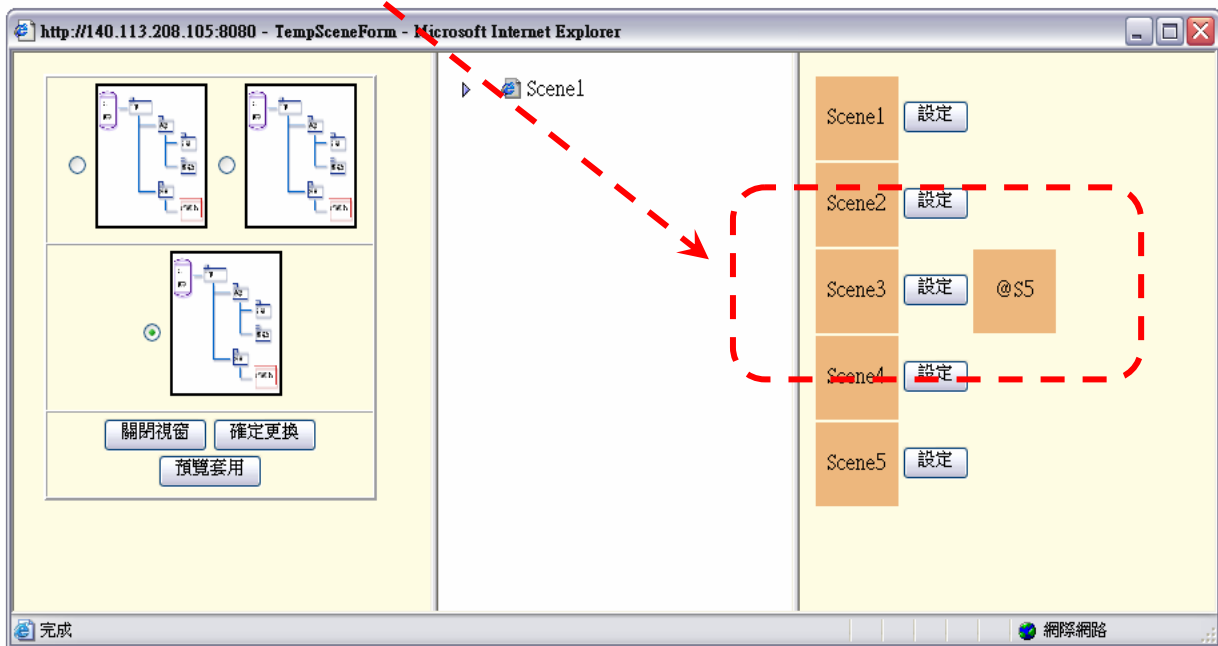 http://140.113.208.105:8080 - TempSceneForm - Microsoft Internet Explorer
Scene1
Scene1 設定
Scene2 設定
Scene3 設定 @S5
Scene4 設定
Scene5 設定
關閉視窗 確定更換
預覽套用
完成 網際網路